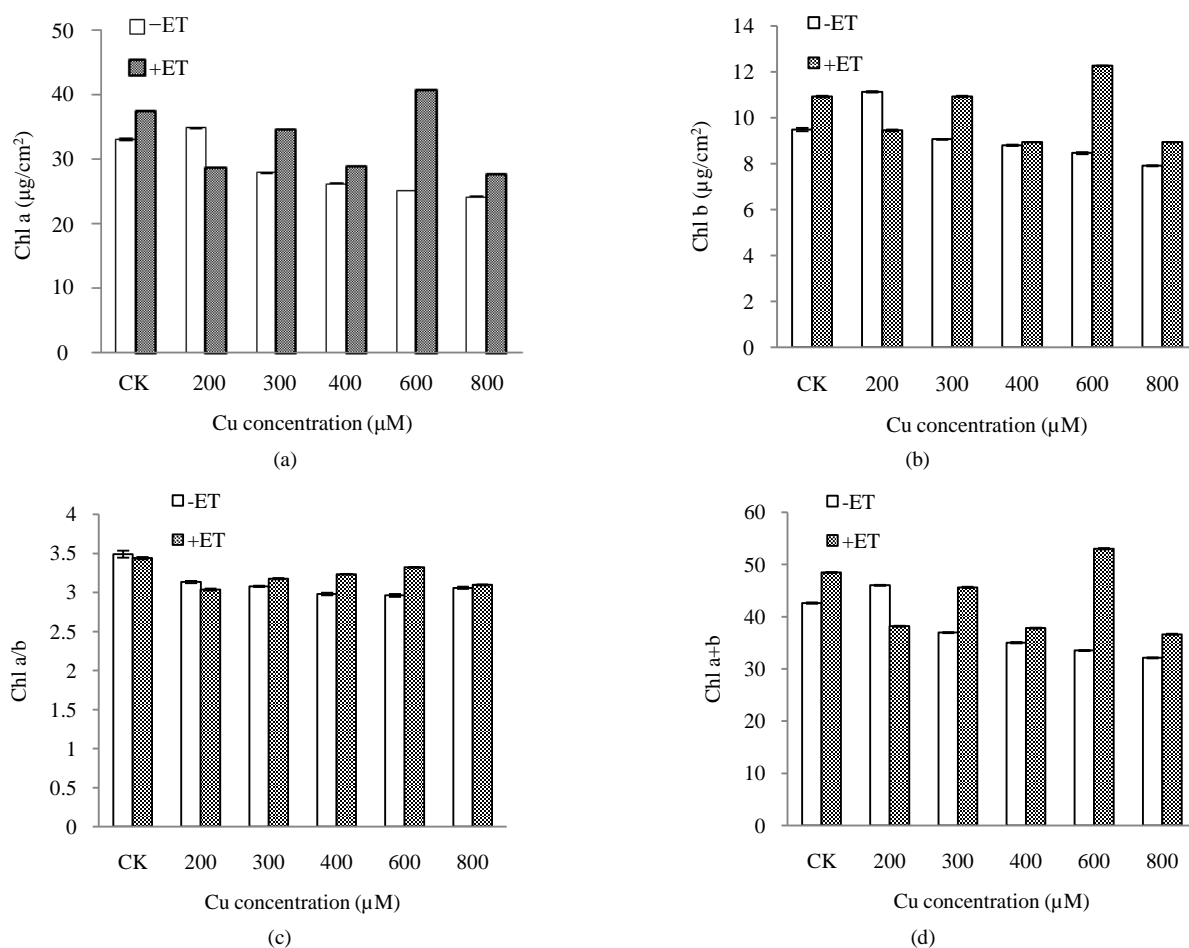 −ET
+ET
50
40
30
20
10
0
Chl a (µg/cm²)
CK 200 300 400 600 800
Cu concentration (µM)
(a)
-ET
+ET
14
12
10
8
6
4
2
0
Chl b (µg/cm²)
CK 200 300 400 600 800
Cu concentration (µM)
(b)
-ET
+ET
4
3.5
3
2.5
2
1.5
1
0.5
0
Chl a/b
CK 200 300 400 600 800
Cu concentration (µM)
(c)
-ET
+ET
60
50
40
30
20
10
0
Chl a+b
CK 200 300 400 600 800
Cu concentration (µM)
(d)